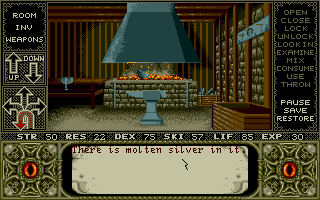 ROOM
INV
WEAPONS
UP
DOWN
OPEN
CLOSE
LOCK
UNLOCK
LOOK IN
EXAMINE
MIX
CONSUME
USE
THROW
PAUSE
SAVE
RESTORE
STR 50 RES 22 DEX 75 SKI 57 LIF 85 EXP 30
There is molten silver in it.